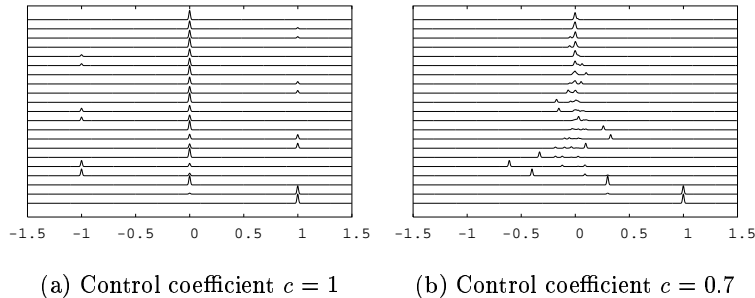 -1.5 -1 -0.5 0 0.5 1 1.5 -1.5 -1 -0.5 0 0.5 1 1.5
(a) Control coefficient c = 1 (b) Control coefficient c = 0.7